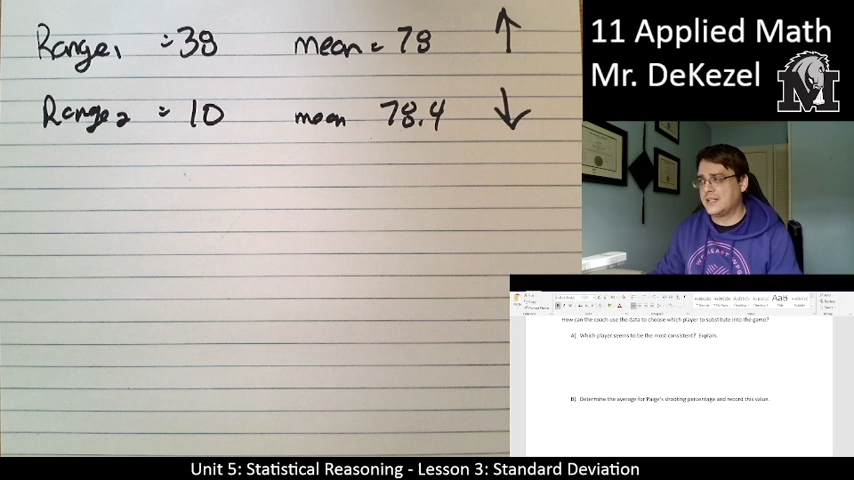 Range₁ = 38 mean = 78 ↑
Range₂ = 10 mean 78.4 ↓
11 Applied Math
Mr. DeKezel
M
How can the coach use the data to choose which player to substitute into the game?
A) Which player seems to be the most consistent? Explain.
B) Determine the average for Paige's shooting percentage and record this value.
Unit 5: Statistical Reasoning - Lesson 3: Standard Deviation